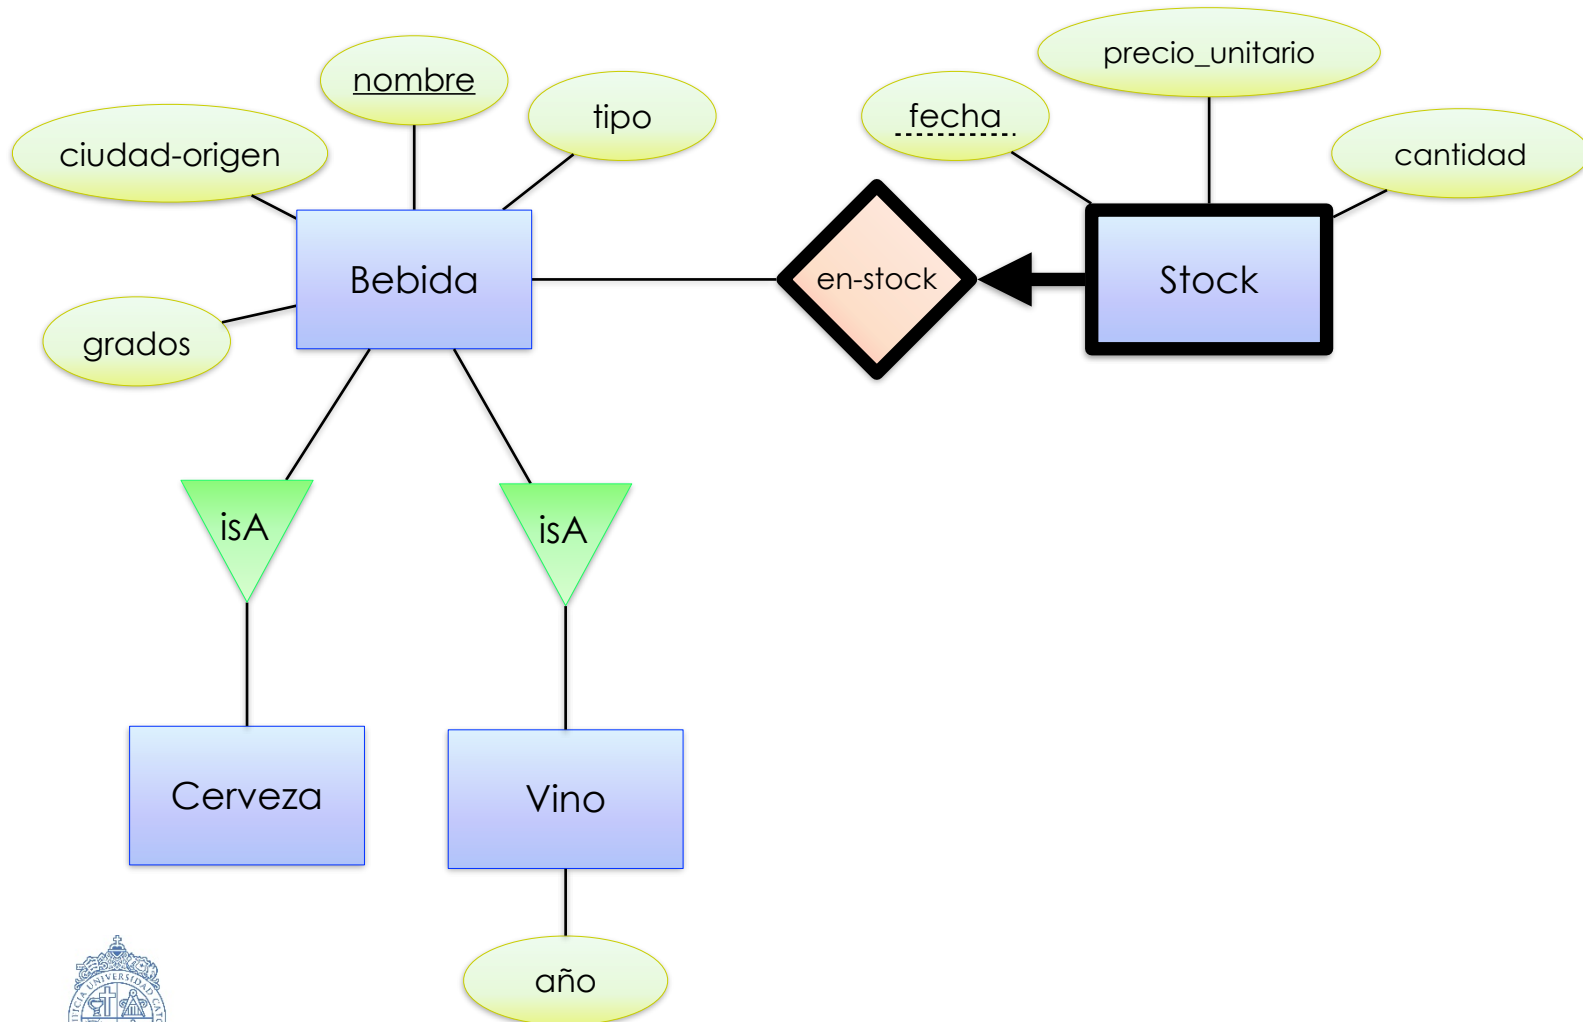 nombre
tipo
ciudad-origen
grados
Bebida
precio_unitario
fecha
cantidad
en-stock
Stock
isA
isA
Cerveza
Vino
año